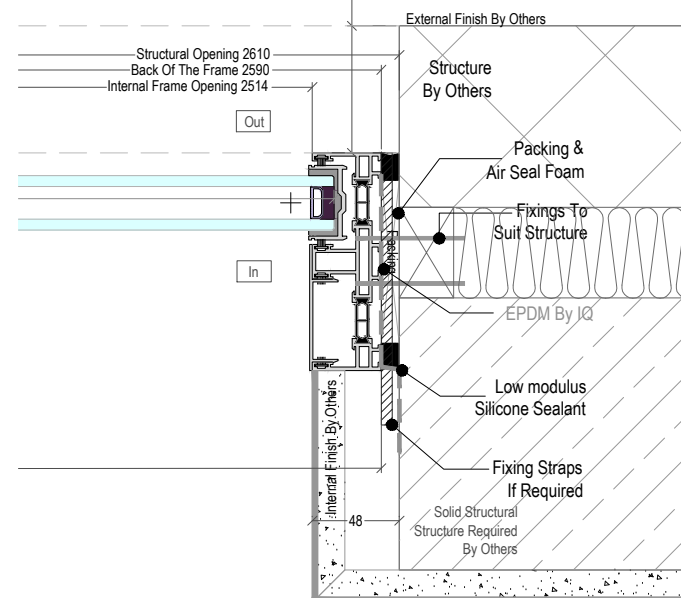 External Finish By Others
Structural Opening 2610
Back Of The Frame 2590
Internal Frame Opening 2514
Structure
By Others
Out
Packing &
Air Seal Foam
Fixings To
Suit Structure
Packing
In
EPDM By IQ
Low modulus
Silicone Sealant
Internal Finish By Others
Fixing Straps
If Required
48
Solid Structural
Structure Required
By Others